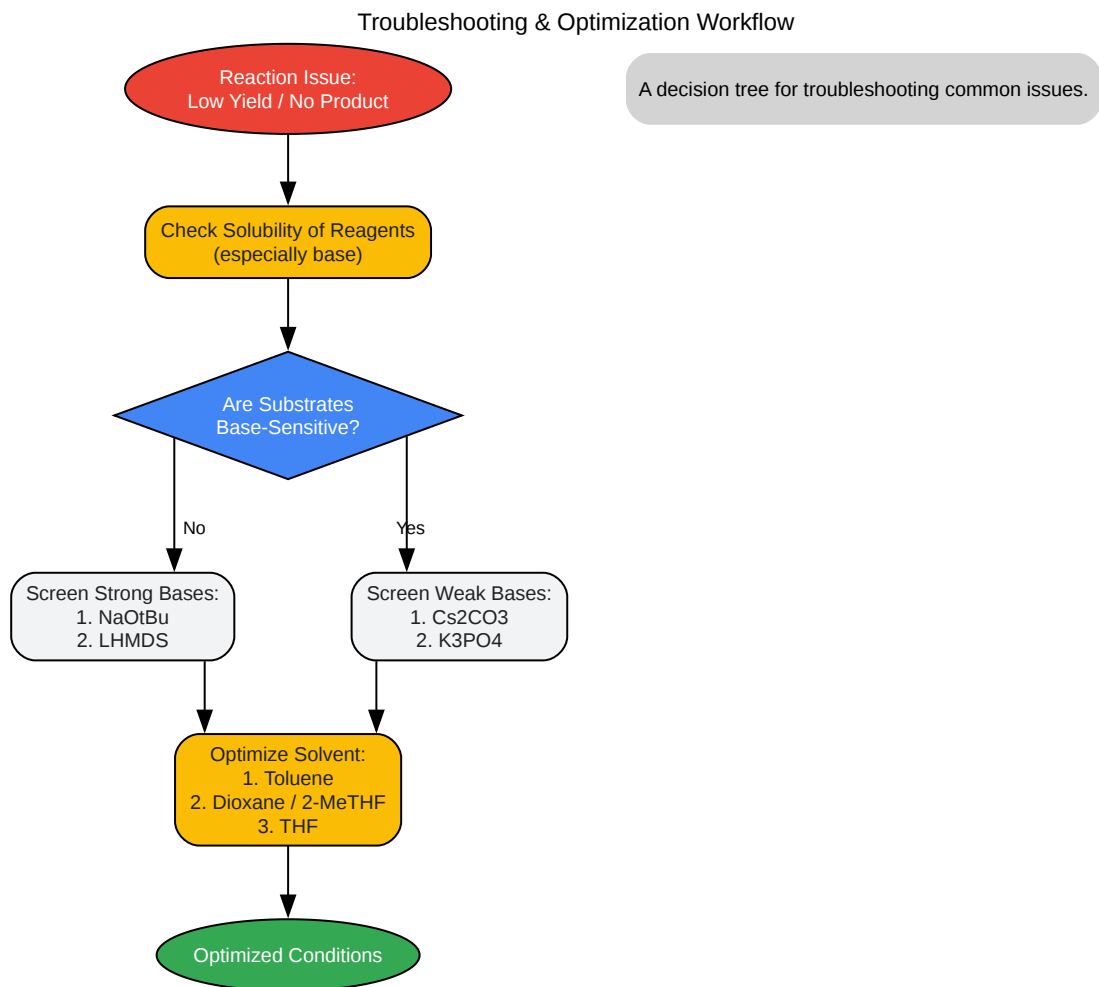 Troubleshooting & Optimization Workflow
Reaction Issue:
Low Yield / No Product
A decision tree for troubleshooting common issues.
Check Solubility of Reagents
(especially base)
Are Substrates
Base-Sensitive?
No
Yes
Screen Strong Bases:
1. NaOtBu
2. LHMDS
Screen Weak Bases:
1. Cs2CO3
2. K3PO4
Optimize Solvent:
1. Toluene
2. Dioxane / 2-MeTHF
3. THF
Optimized Conditions